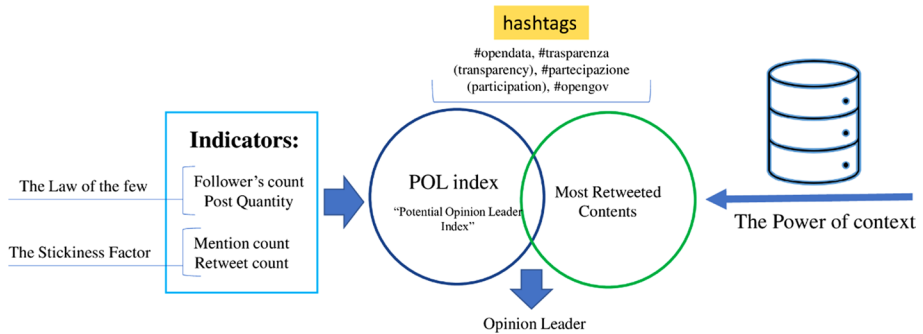 hashtags
#opendata, #trasparenza
(transparency), #partecipazione
(participation), #opengov
Indicators:
The Law of the few
Follower's count
Post Quantity
The Stickiness Factor
Mention count
Retweet count
POL index
“Potential Opinion Leader
Index”
Most Retweeted
Contents
The Power of context
Opinion Leader